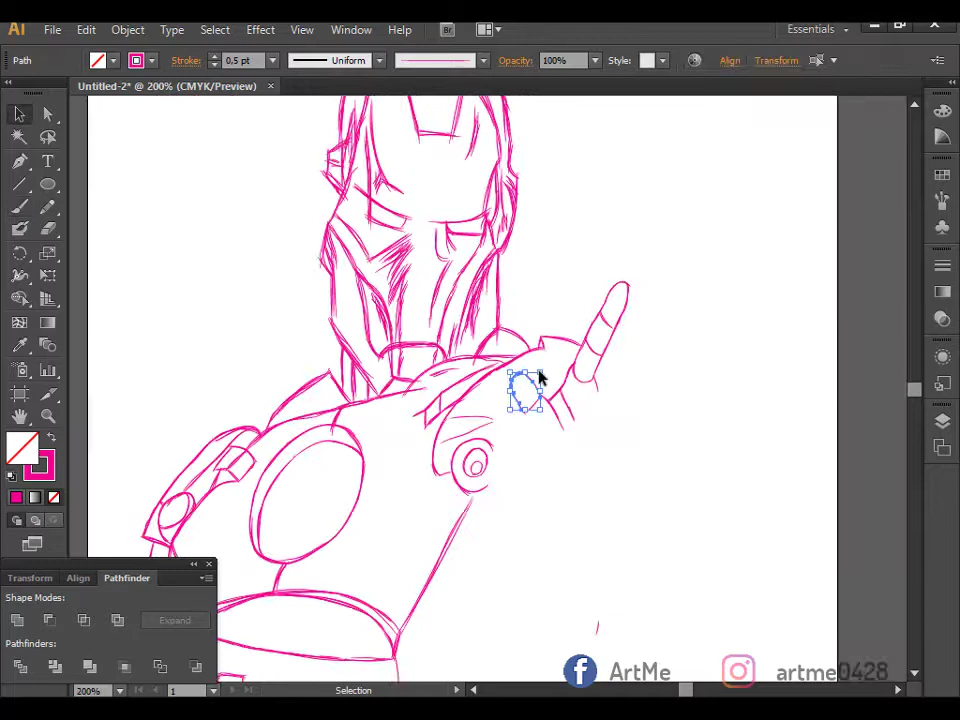 Ai File Edit Object Type Select Effect View Window Help Br Essentials
Path Stroke: 0.5 pt Uniform Opacity: 100% Style: Align Transform
Untitled-2* @ 200% (CMYK/Preview) ×
T
Transform Align Pathfinder
Shape Modes:
Expand
Pathfinders:
ArtMe artme0428
200% 1 Selection